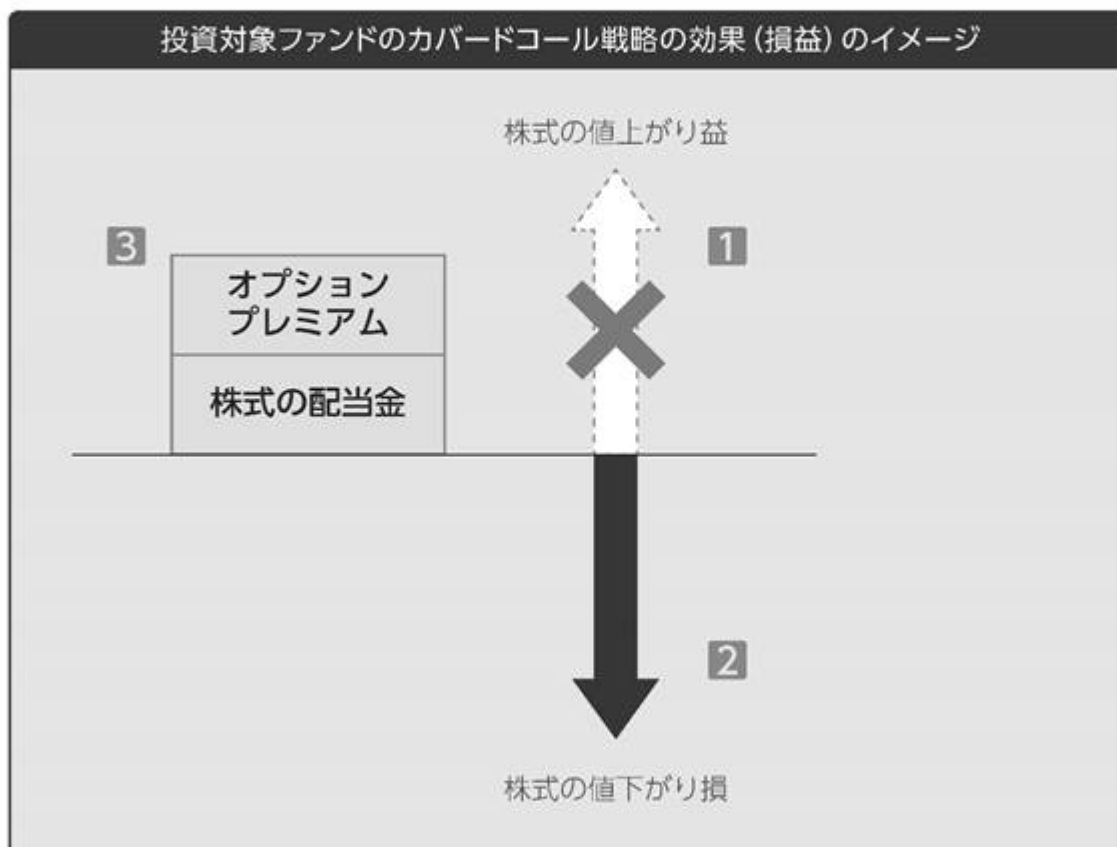 投資対象ファンドのカバードコール戦略の効果(損益)のイメージ
株式の値上がり益
3
1
オプション
プレミアム
株式の配当金
2
株式の値下がり損